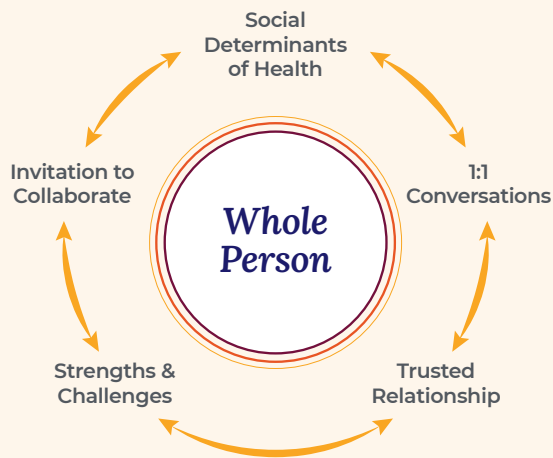 Social
Determinants
of Health
Invitation to
Collaborate
1:1
Conversations
Whole
Person
Strengths &
Challenges
Trusted
Relationship